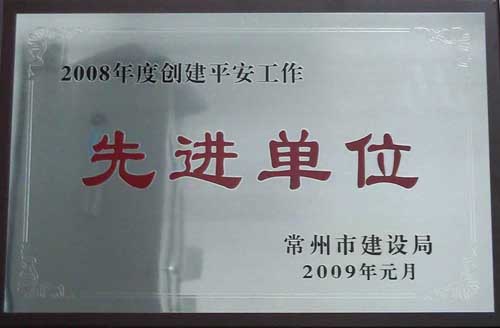 2008年度创建平安工作
先进单位
常州市建设局
2009年元月